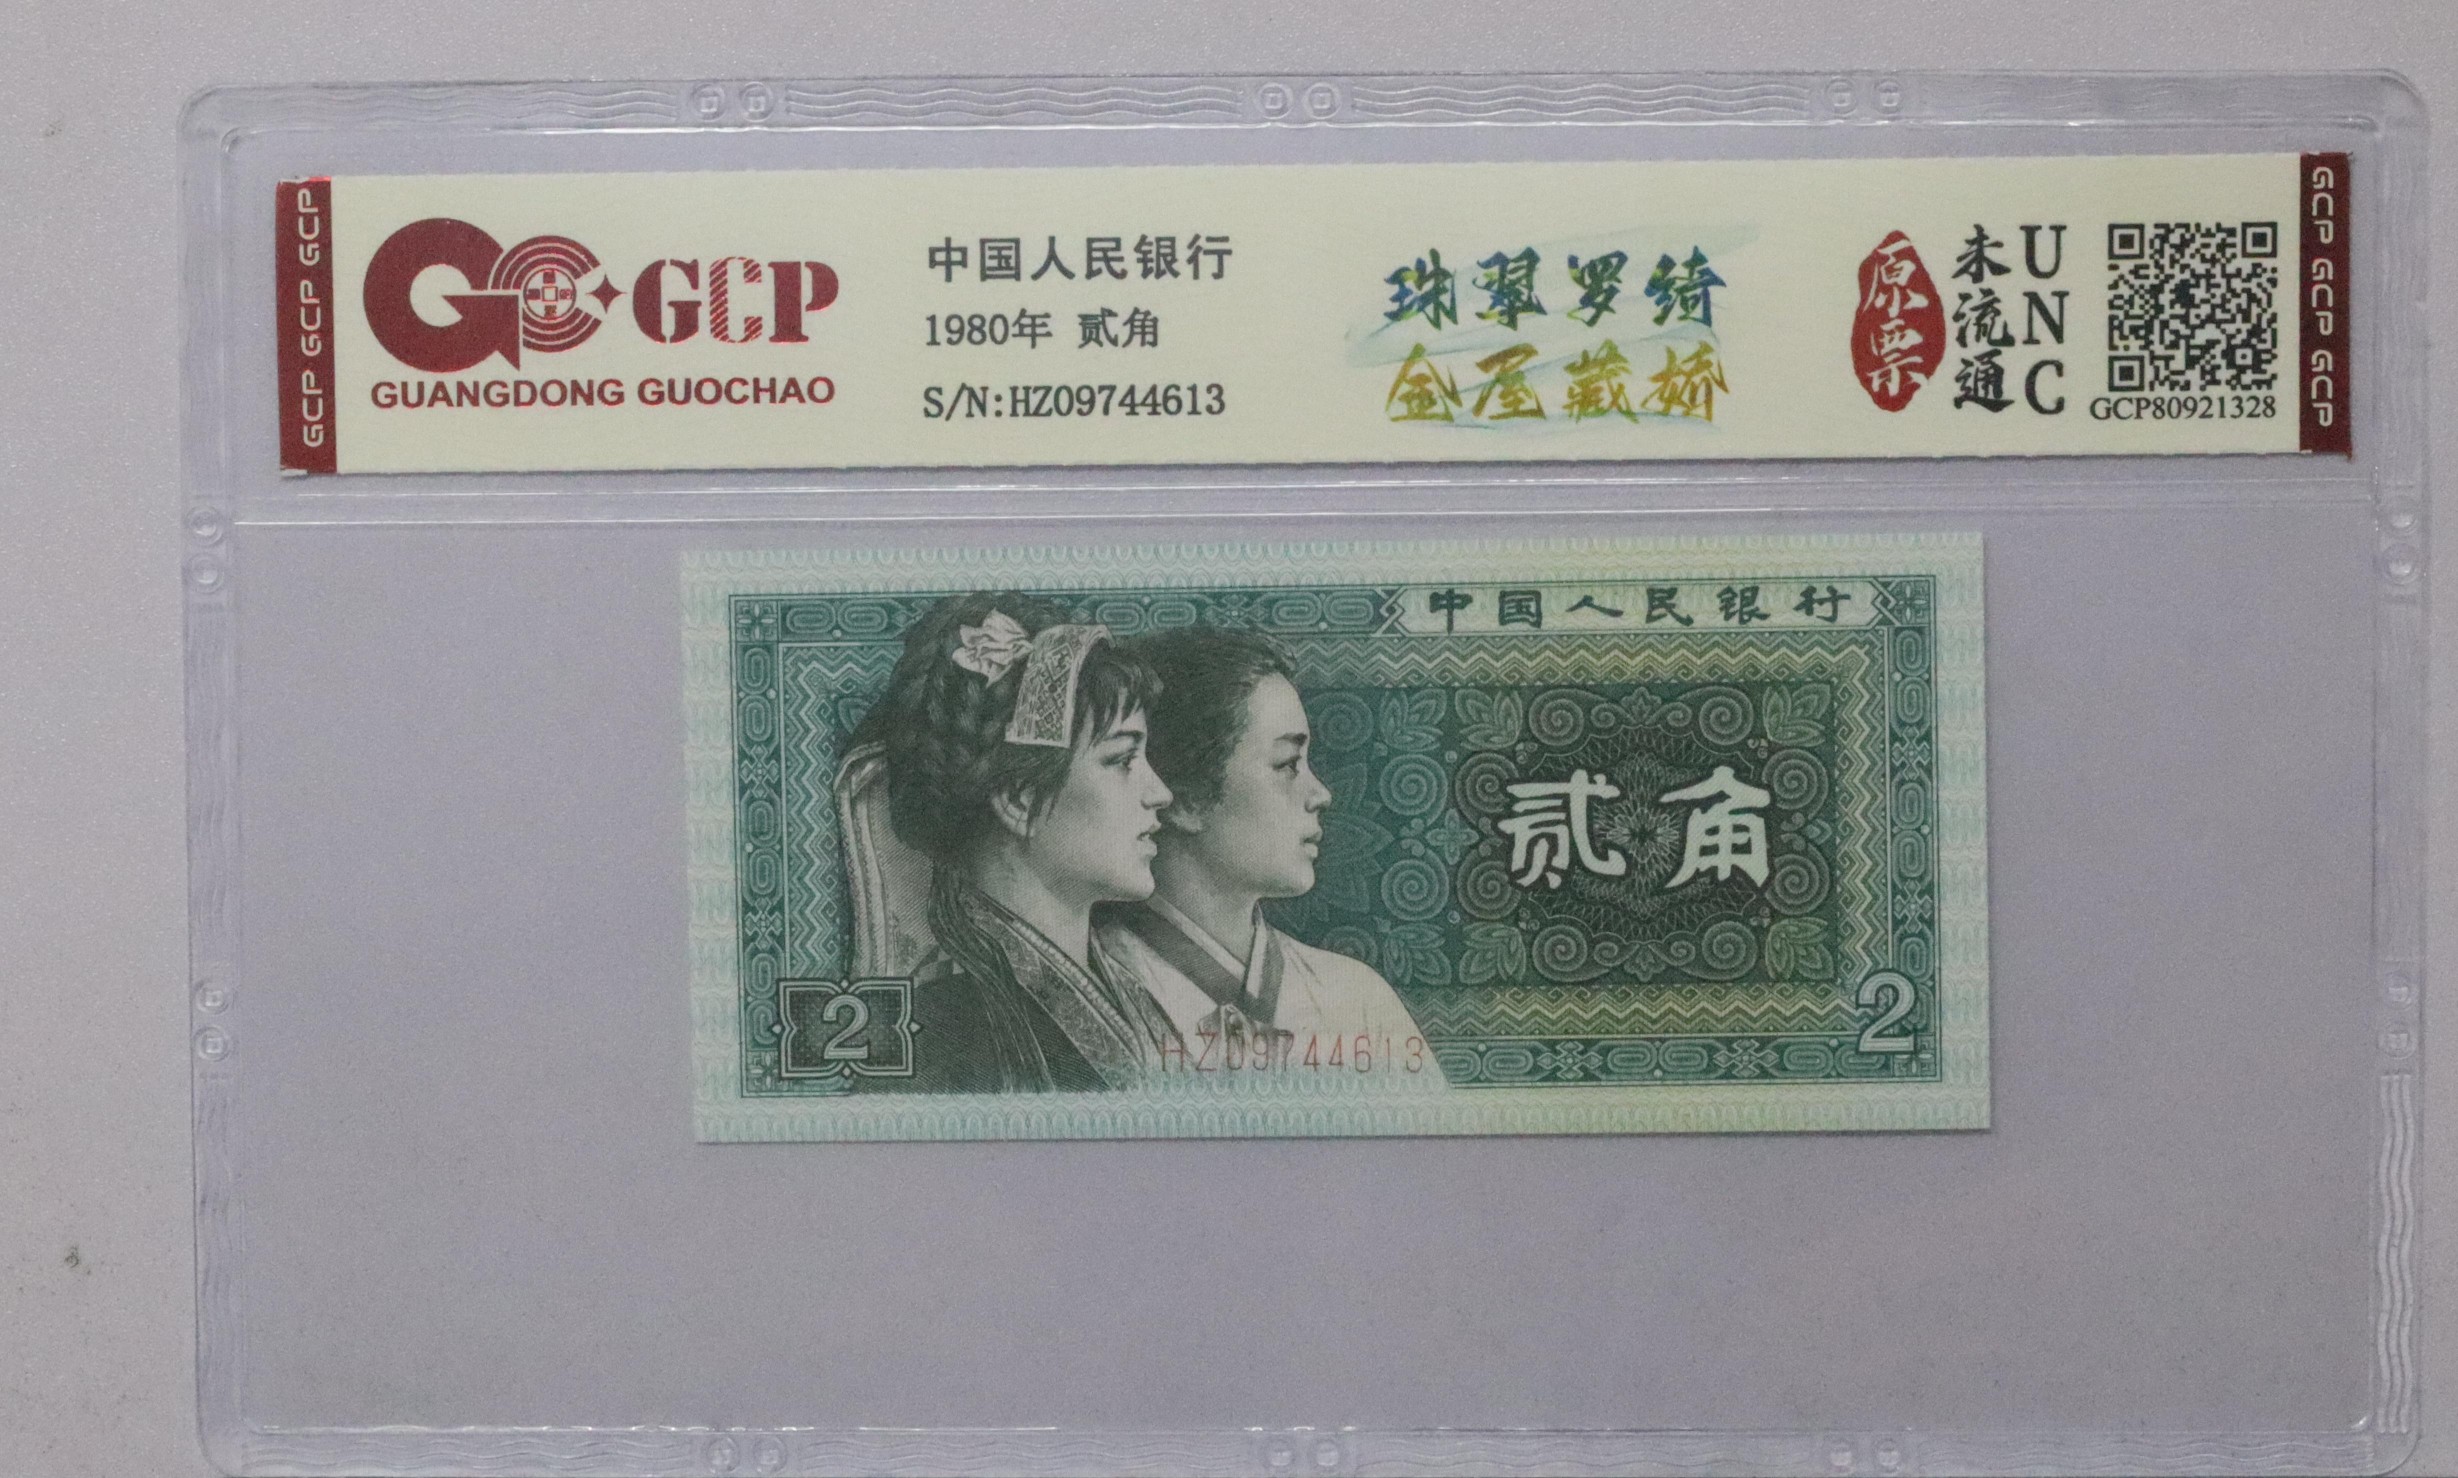 GCP GCP GCP
GCP
GUANGDONG GUOCHAO
中国人民银行
1980年 贰角
S/N:HZ09744613
珠翠罗绮
金屋藏娇
原票
未流通
UNC
GCP80921328
GCP GCP GCP
中国人民银行
贰角
2
2
HZ09744613